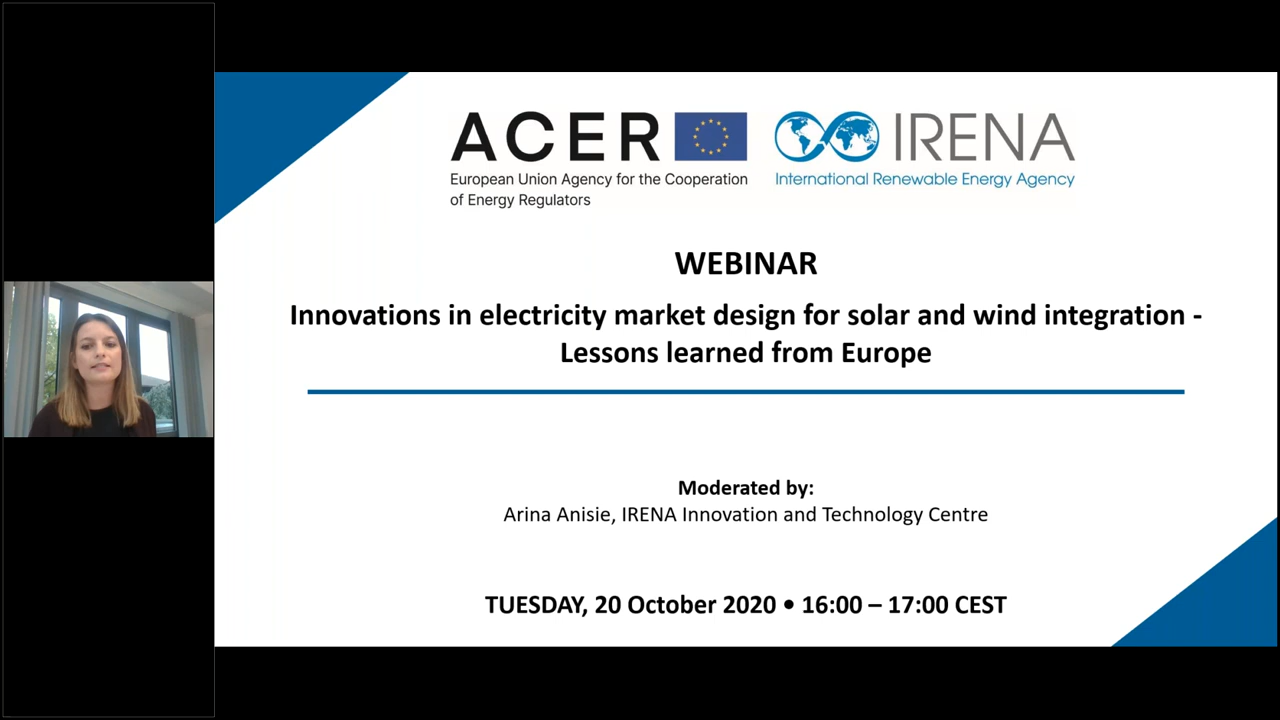 ACER
European Union Agency for the Cooperation
of Energy Regulators
IRENA
International Renewable Energy Agency
WEBINAR
Innovations in electricity market design for solar and wind integration -
Lessons learned from Europe
Moderated by:
Arina Anisie, IRENA Innovation and Technology Centre
TUESDAY, 20 October 2020 • 16:00 – 17:00 CEST